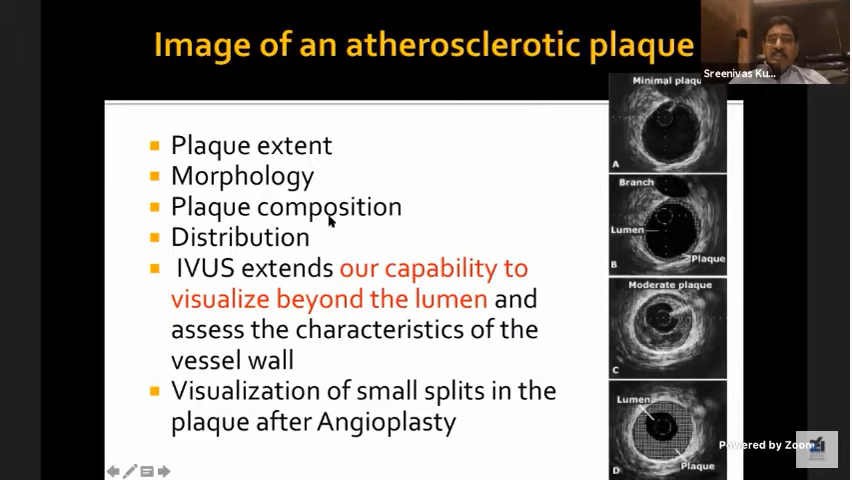 Image of an atherosclerotic plaque
Sreenivas Ku...
Plaque extent
Morphology
Plaque composition
Distribution
IVUS extends our capability to
visualize beyond the lumen and
assess the characteristics of the
vessel wall
Visualization of small splits in the
plaque after Angioplasty
Minimal plaqu
A
Branch
Lumen
Plaque
B
Moderate plaque
C
Lumen
Plaque
D
Powered by Zoom